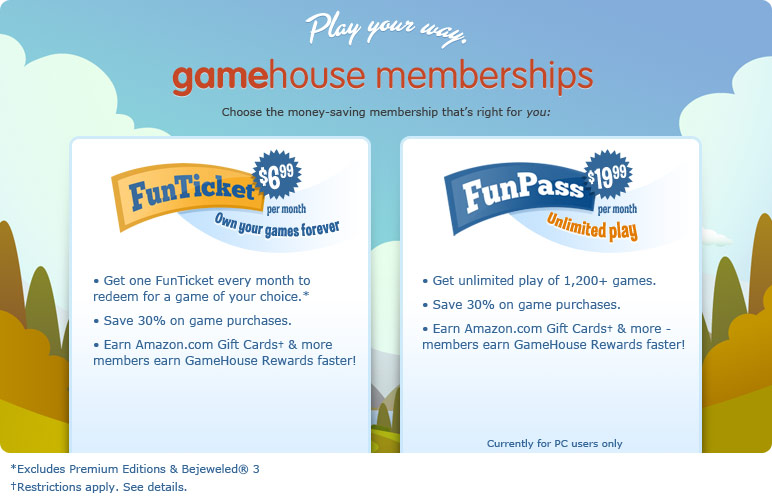 Play your way.
gamehouse memberships
Choose the money-saving membership that's right for you:
FunTicket
$6.99
per month
Own your games forever
• Get one FunTicket every month to
redeem for a game of your choice.*
• Save 30% on game purchases.
• Earn Amazon.com Gift Cards† & more
members earn GameHouse Rewards faster!
FunPass
$19.99
per month
Unlimited play
• Get unlimited play of 1,200+ games.
• Save 30% on game purchases.
• Earn Amazon.com Gift Cards† & more -
members earn GameHouse Rewards faster!
Currently for PC users only
*Excludes Premium Editions & Bejeweled® 3
†Restrictions apply. See details.